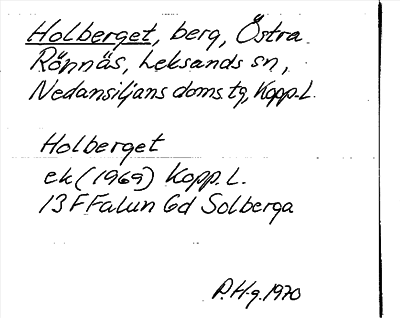 Holberget, berg, Östra
Rönnäs, Leksands sn,
Nedansiljans doms.tg, Kopp.L.
Holberget
ek (1969) Kopp.L.
13 F Falun 6d Solberga
P.H-g. 1970